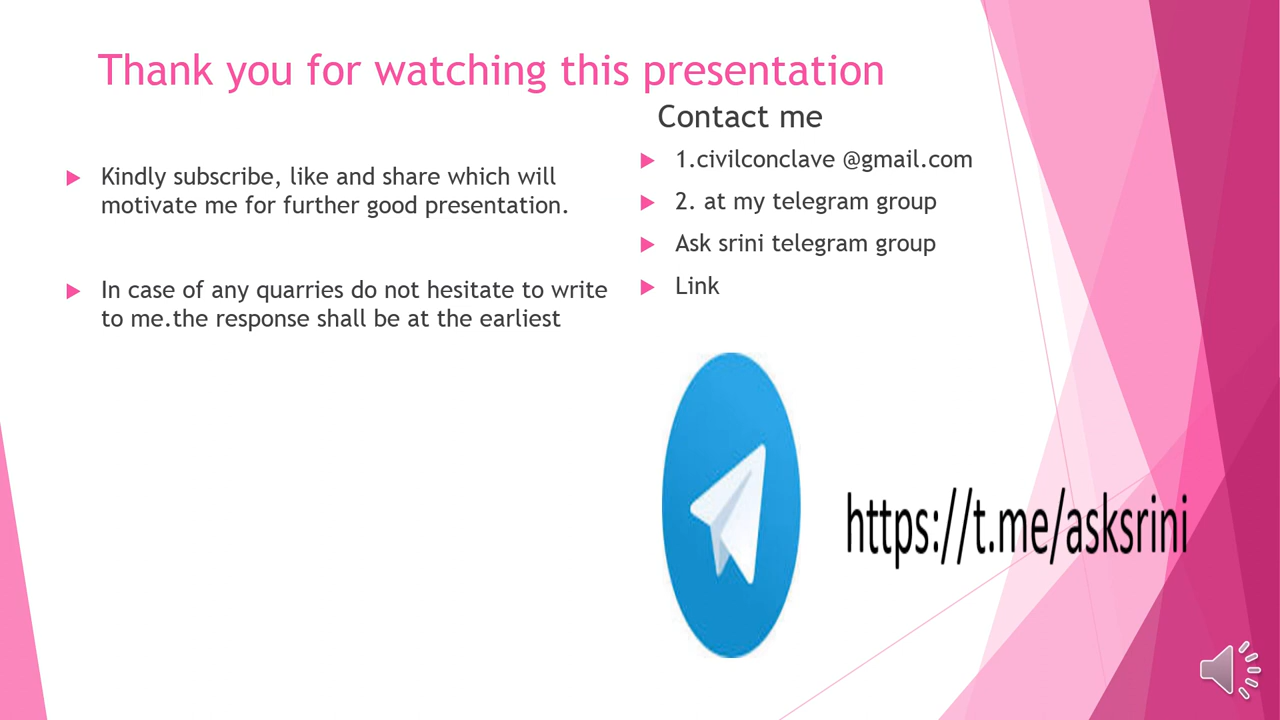 Thank you for watching this presentation
Kindly subscribe, like and share which will
motivate me for further good presentation.
In case of any quarries do not hesitate to write
to me.the response shall be at the earliest
Contact me
1.civilconclave @gmail.com
2. at my telegram group
Ask srini telegram group
Link
https://t.me/asksrini